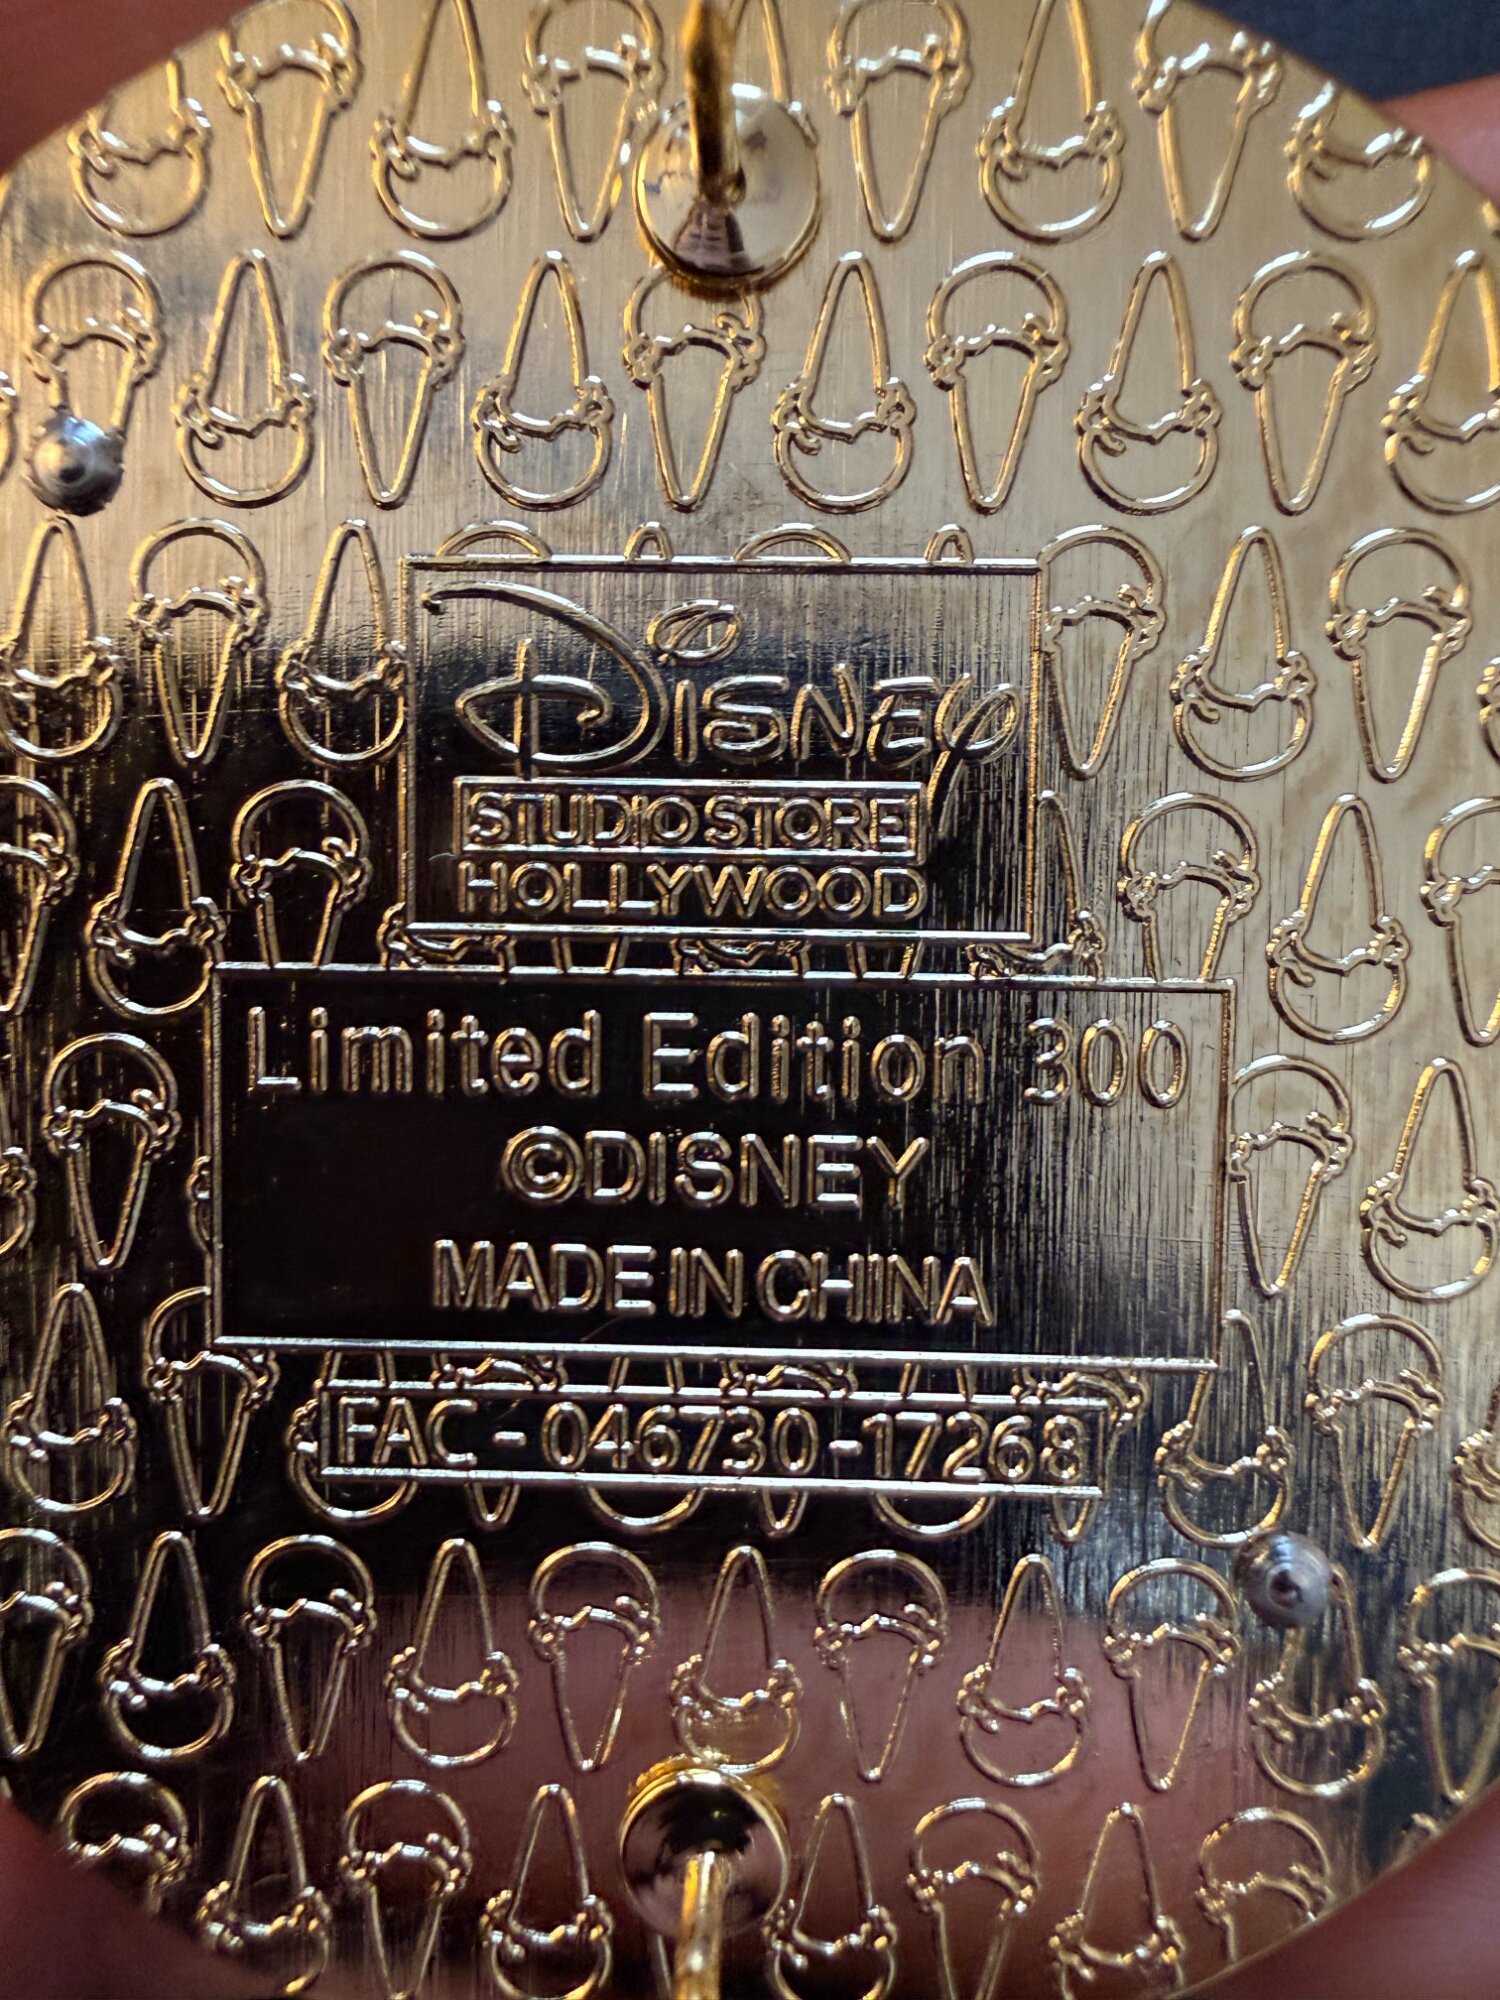 Disney
STUDIO STORE
HOLLYWOOD
Limited Edition 300
©DISNEY
MADE IN CHINA
FAC - 046730 -17268